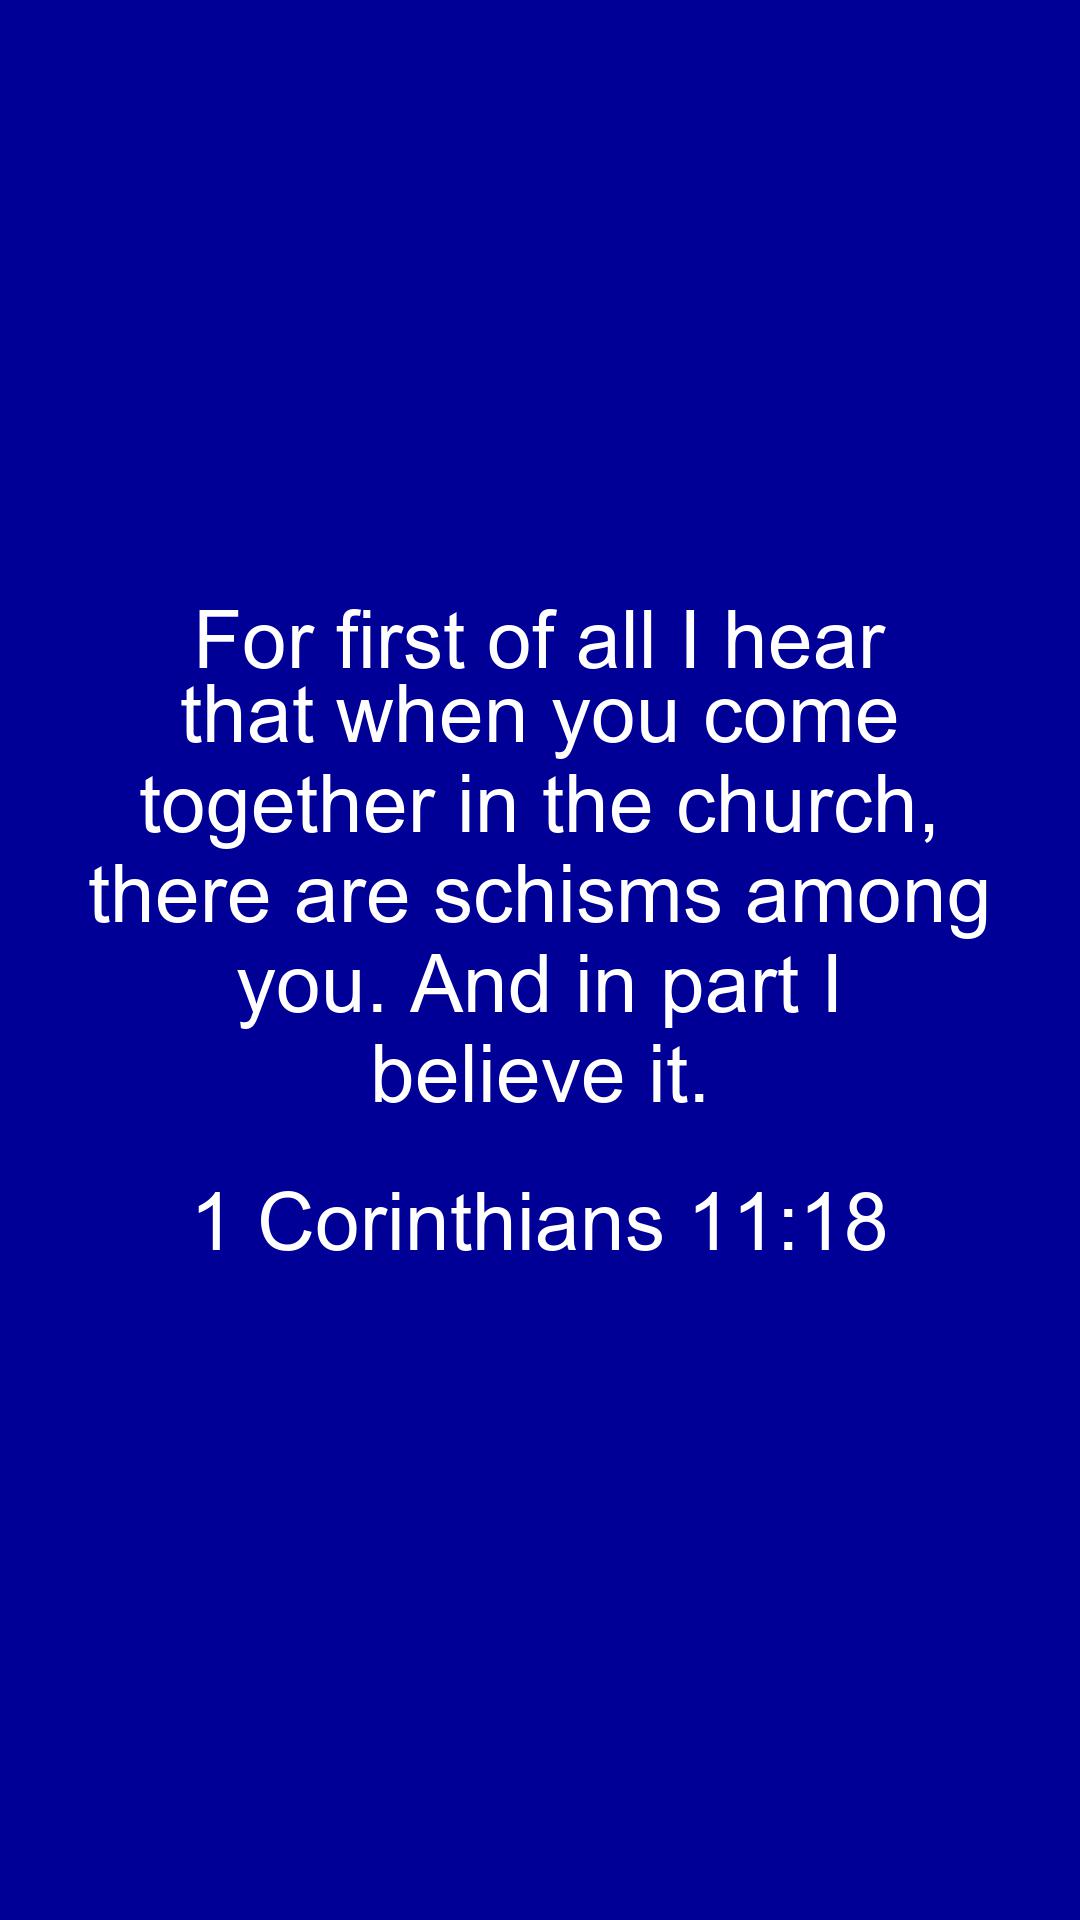 For first of all I hear
that when you come
together in the church,
there are schisms among
you. And in part I
believe it.
1 Corinthians 11:18